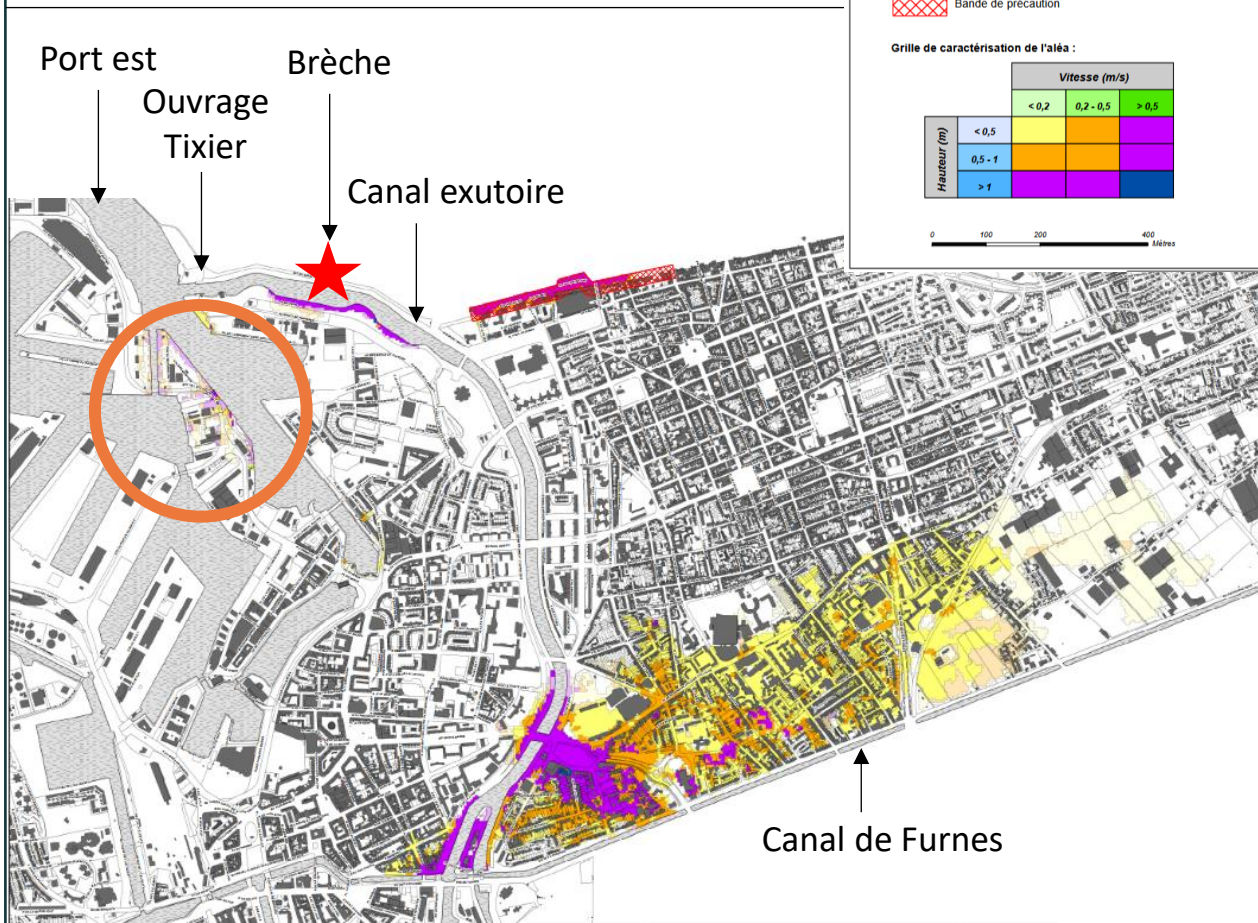 Bande de précaution
Grille de caractérisation de l'aléa :
Vitesse (m/s)
< 0,2
0,2 - 0,5
> 0,5
Hauteur (m)
< 0,5
0,5 - 1
> 1
0
100
200
400
Mètres
Port est
Brèche
Ouvrage
Tixier
Canal exutoire
Canal de Furnes